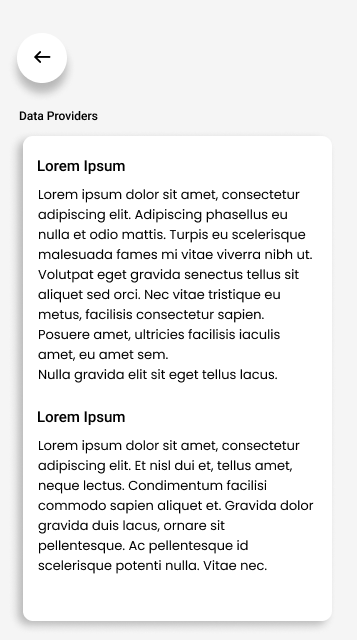 Data Providers
Lorem Ipsum
Lorem ipsum dolor sit amet, consectetur
adipiscing elit. Adipiscing phasellus eu
nulla et odio mattis. Turpis eu scelerisque
malesuada fames mi vitae viverra nibh ut.
Volutpat eget gravida senectus tellus sit
aliquet sed orci. Nec vitae tristique eu
metus, facilisis consectetur sapien.
Posuere amet, ultricies facilisis iaculis
amet, eu amet sem.
Nulla gravida elit sit eget tellus lacus.
Lorem Ipsum
Lorem ipsum dolor sit amet, consectetur
adipiscing elit. Et nisl dui et, tellus amet,
neque lectus. Condimentum facilisi
commodo sapien aliquet et. Gravida dolor
gravida duis lacus, ornare sit
pellentesque. Ac pellentesque id
scelerisque potenti nulla. Vitae nec.